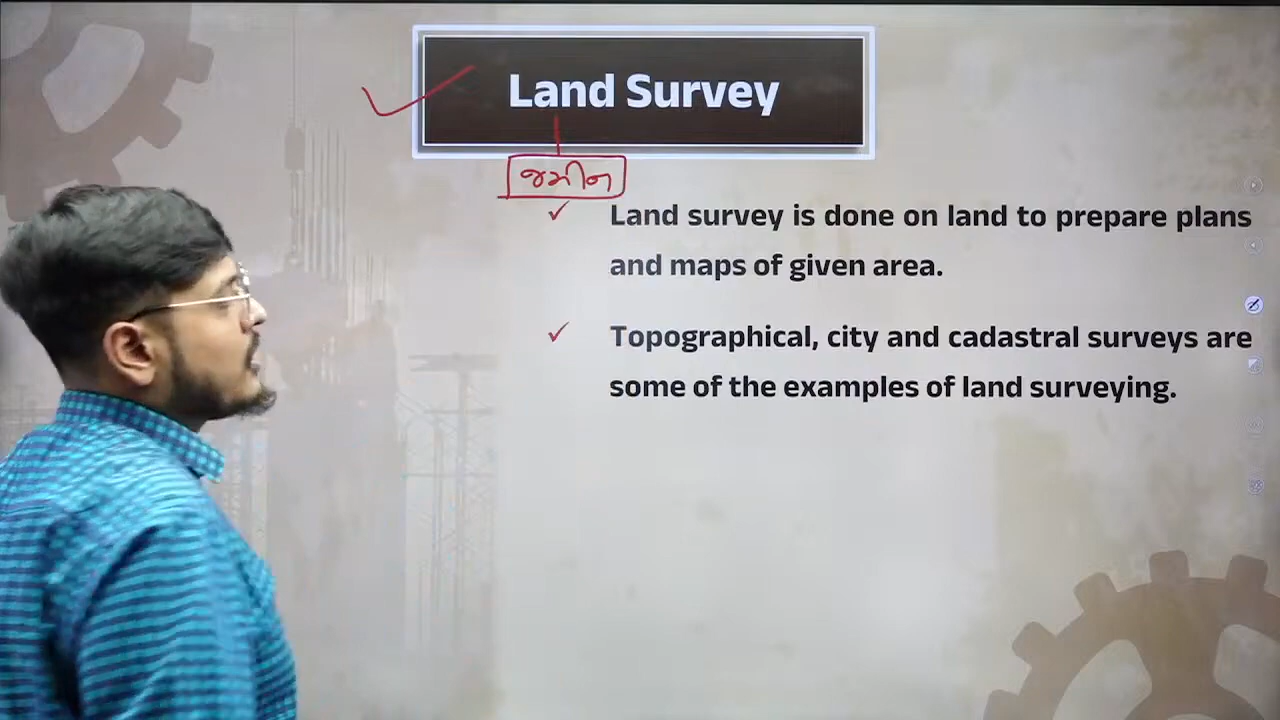 Land Survey
જમીન
Land survey is done on land to prepare plans
and maps of given area.
Topographical, city and cadastral surveys are
some of the examples of land surveying.